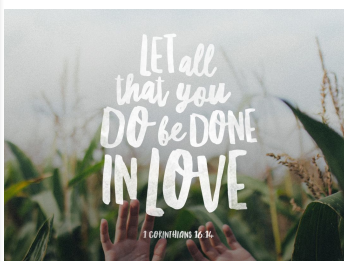 LET all
that you
DO be DONE
IN LOVE
1 CORINTHIANS 16:14